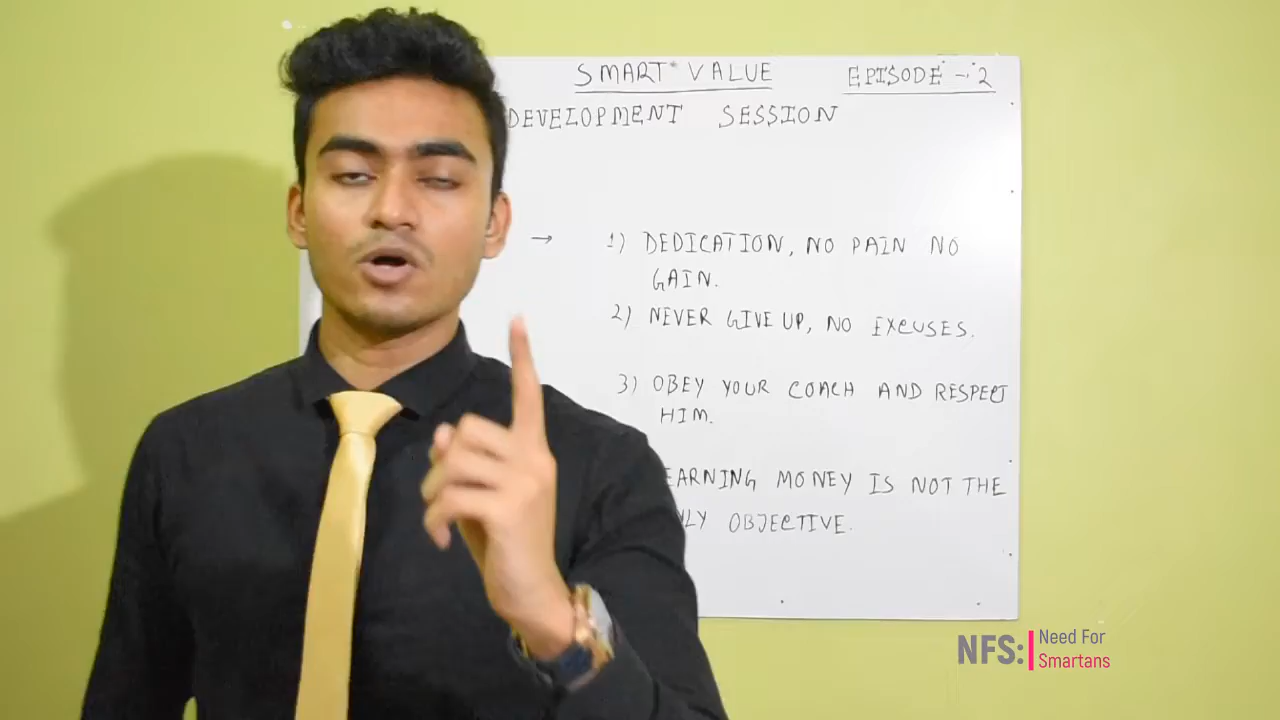 SMART VALUE EPISODE - 2
DEVELOPMENT SESSION
→ 1) DEDICATION, NO PAIN NO
GAIN.
2) NEVER GIVE UP, NO EXCUSES.
3) OBEY YOUR COACH AND RESPECT
HIM.
EARNING MONEY IS NOT THE
OBJECTIVE.
NFS: Need For
Smartans